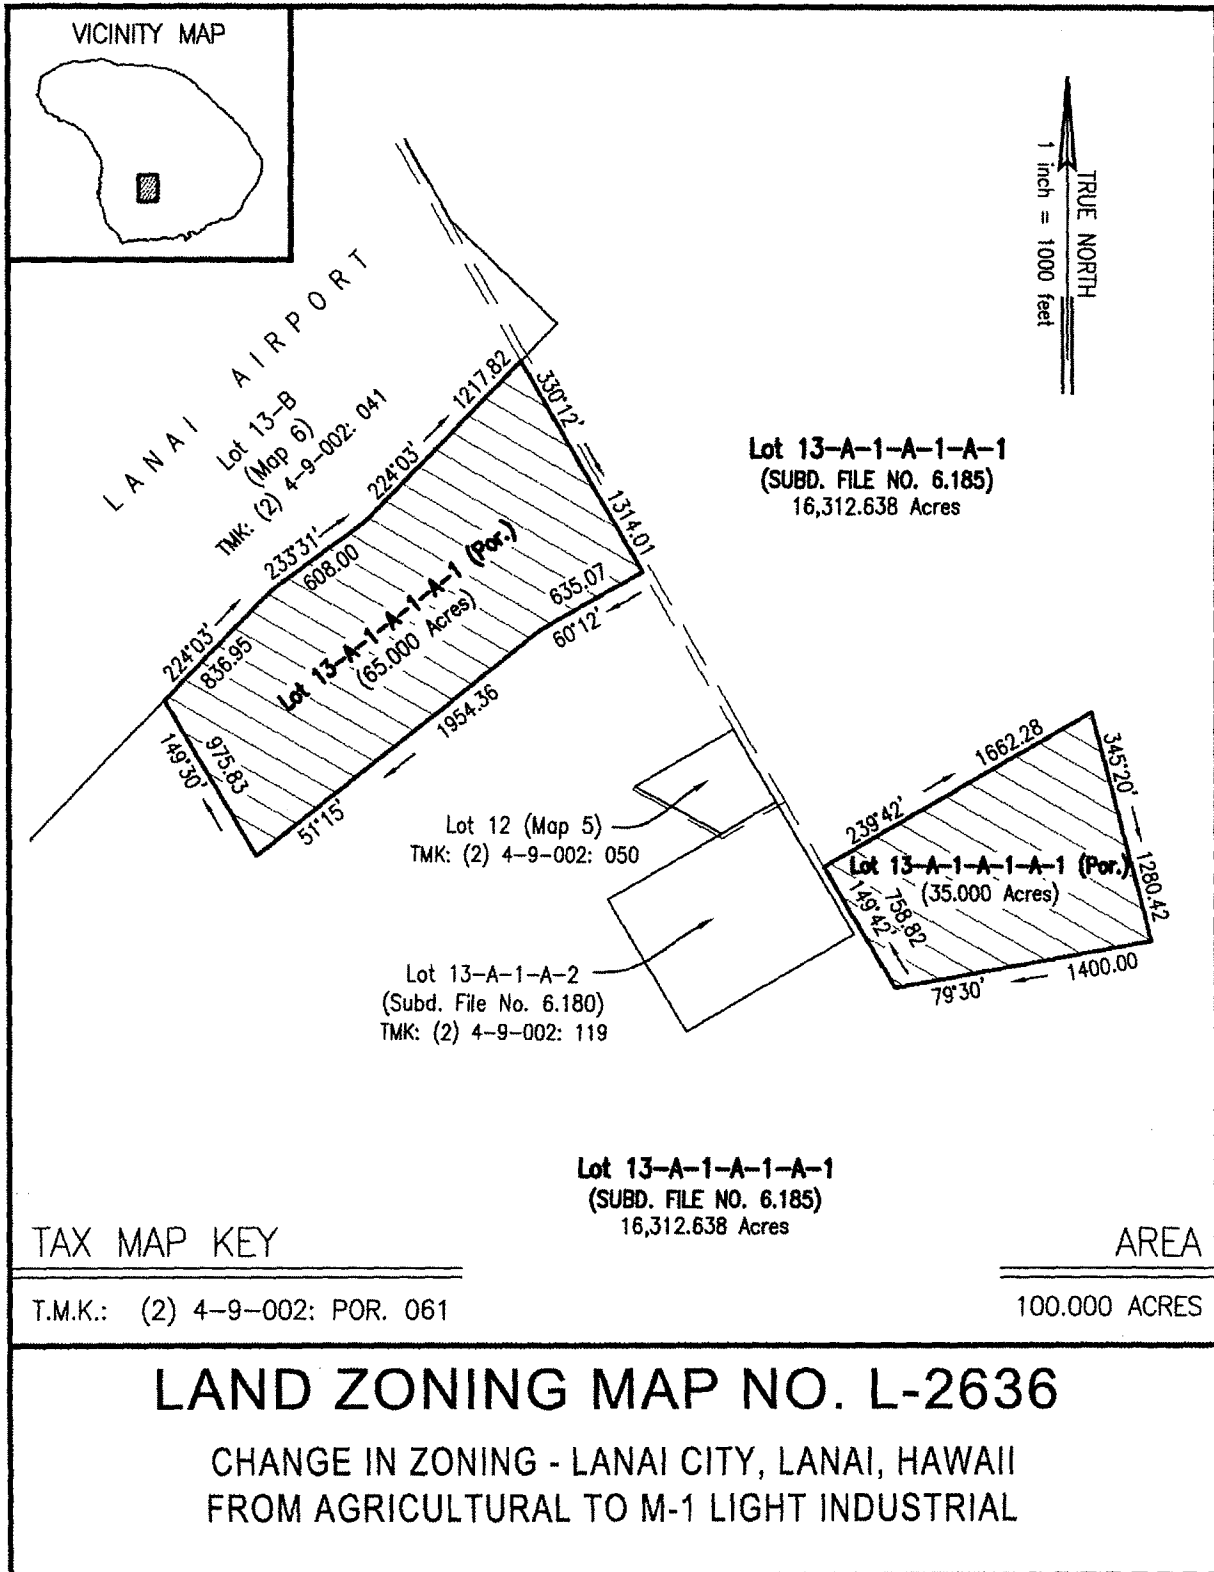 VICINITY MAP
TRUE NORTH
1 inch = 1000 feet
LANAI AIRPORT
Lot 13-B
(Map 6)
TMK: (2) 4-9-002: 041
1217.82
224°03'
330°12'
1314.01
233°31'
608.00
224°03'
836.95
635.07
60°12'
Lot 13-A-1-A-1-A-1 (Por.)
(65.000 Acres)
1954.36
51°15'
975.83
149°30'
Lot 13-A-1-A-1-A-1
(SUBD. FILE NO. 6.185)
16,312.638 Acres
Lot 12 (Map 5)
TMK: (2) 4-9-002: 050
1662.28
239°42'
345°20'
1280.42
Lot 13-A-1-A-1-A-1 (Por.)
(35.000 Acres)
758.82
149°42'
1400.00
79°30'
Lot 13-A-1-A-2
(Subd. File No. 6.180)
TMK: (2) 4-9-002: 119
Lot 13-A-1-A-1-A-1
(SUBD. FILE NO. 6.185)
16,312.638 Acres
TAX MAP KEY
T.M.K.: (2) 4-9-002: POR. 061
AREA
100.000 ACRES
LAND ZONING MAP NO. L-2636
CHANGE IN ZONING - LANAI CITY, LANAI, HAWAII
FROM AGRICULTURAL TO M-1 LIGHT INDUSTRIAL